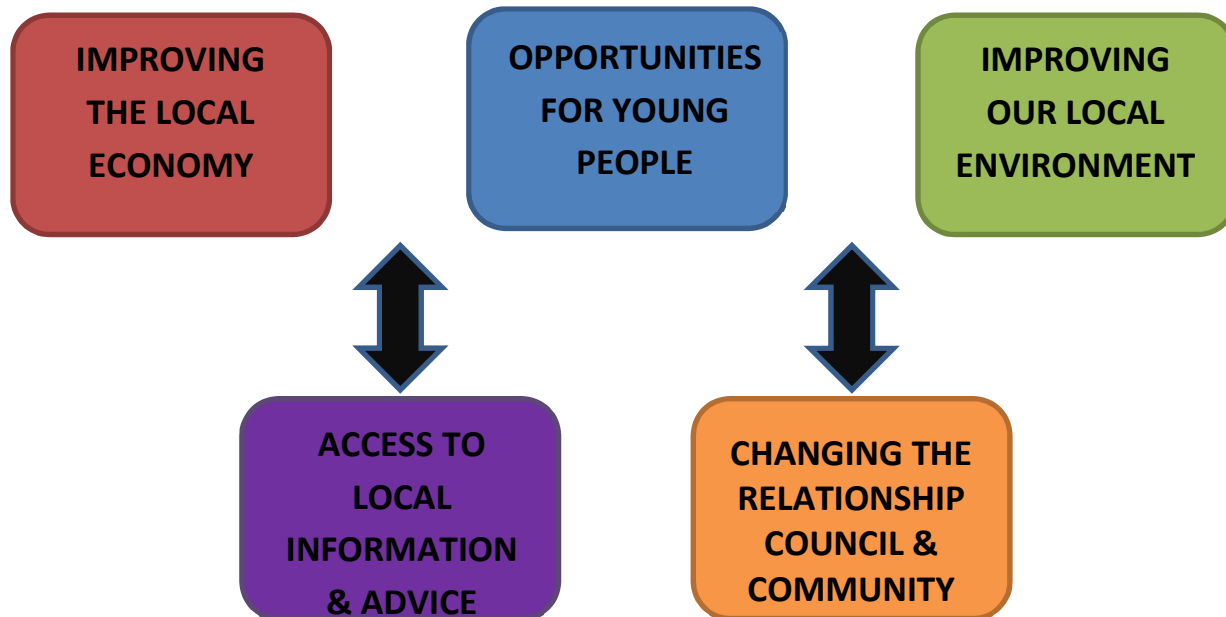 IMPROVING
THE LOCAL
ECONOMY
OPPORTUNITIES
FOR YOUNG
PEOPLE
IMPROVING
OUR LOCAL
ENVIRONMENT
ACCESS TO
LOCAL
INFORMATION
& ADVICE
CHANGING THE
RELATIONSHIP
COUNCIL &
COMMUNITY